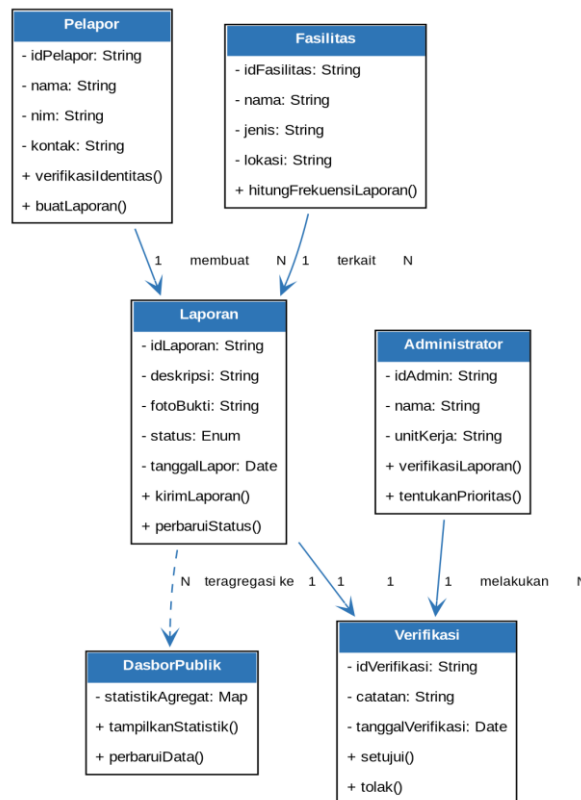 Pelapor
- idPelapor: String
- nama: String
- nim: String
- kontak: String
+ verifikasiIdentitas()
+ buatLaporan()
Fasilitas
- idFasilitas: String
- nama: String
- jenis: String
- lokasi: String
+ hitungFrekuensiLaporan()
1 membuat N
1 terkait N
Laporan
- idLaporan: String
- deskripsi: String
- fotoBukti: String
- status: Enum
- tanggalLapor: Date
+ kirimLaporan()
+ perbaruiStatus()
Administrator
- idAdmin: String
- nama: String
- unitKerja: String
+ verifikasiLaporan()
+ tentukanPrioritas()
N teragregasi ke 1
1 1
1 melakukan N
DasborPublik
- statistikAgregat: Map
+ tampilkanStatistik()
+ perbaruiData()
Verifikasi
- idVerifikasi: String
- catatan: String
- tanggalVerifikasi: Date
+ setujui()
+ tolak()